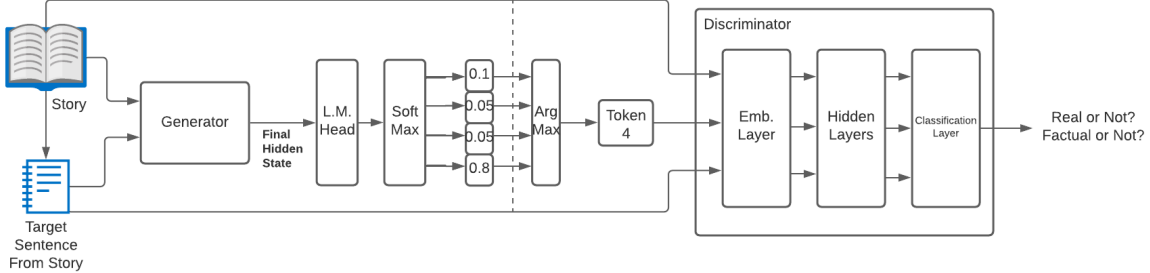 Story
Target
Sentence
From Story
Generator
Final
Hidden
State
L.M.
Head
Soft
Max
0.1
0.05
0.05
0.8
Arg
Max
Token
4
Discriminator
Emb.
Layer
Hidden
Layers
Classification
Layer
Real or Not?
Factual or Not?